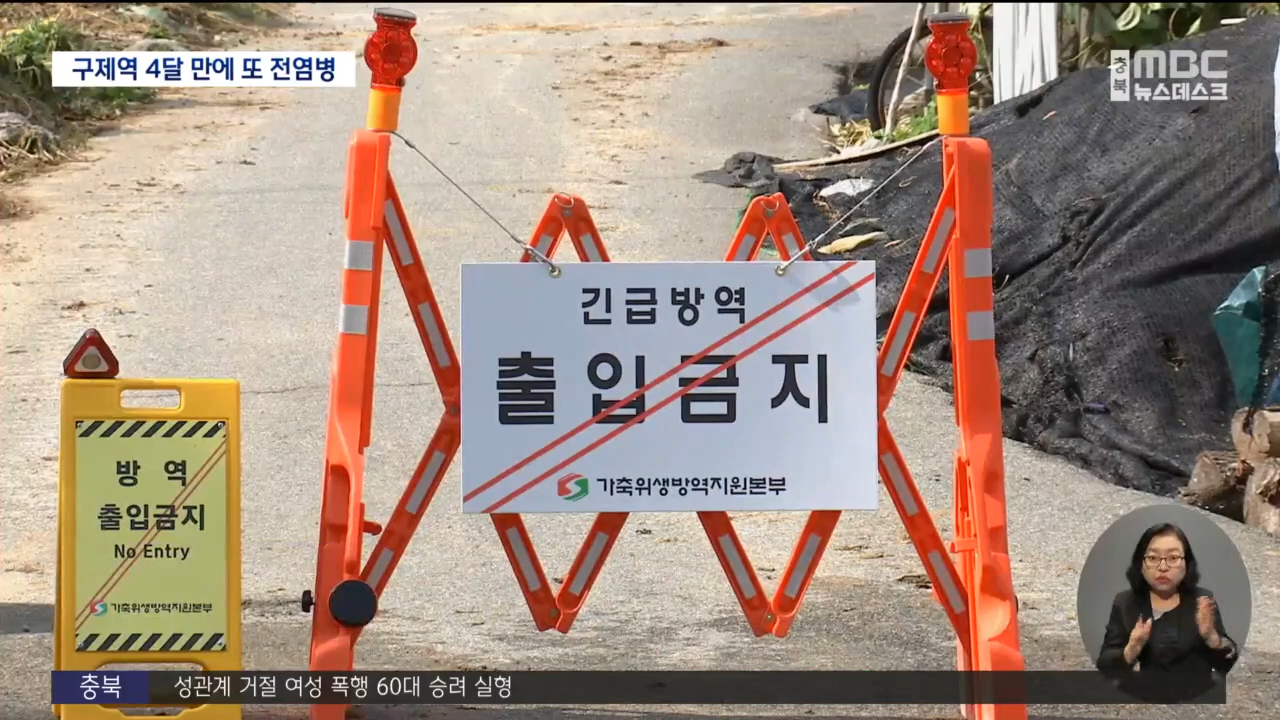 구제역 4달 만에 또 전염병
충북 MBC
뉴스데스크
긴급방역
출입금지
가축위생방역지원본부
방 역
출입금지
No Entry
가축위생방역지원본부
충북 성관계 거절 여성 폭행 60대 승려 실형